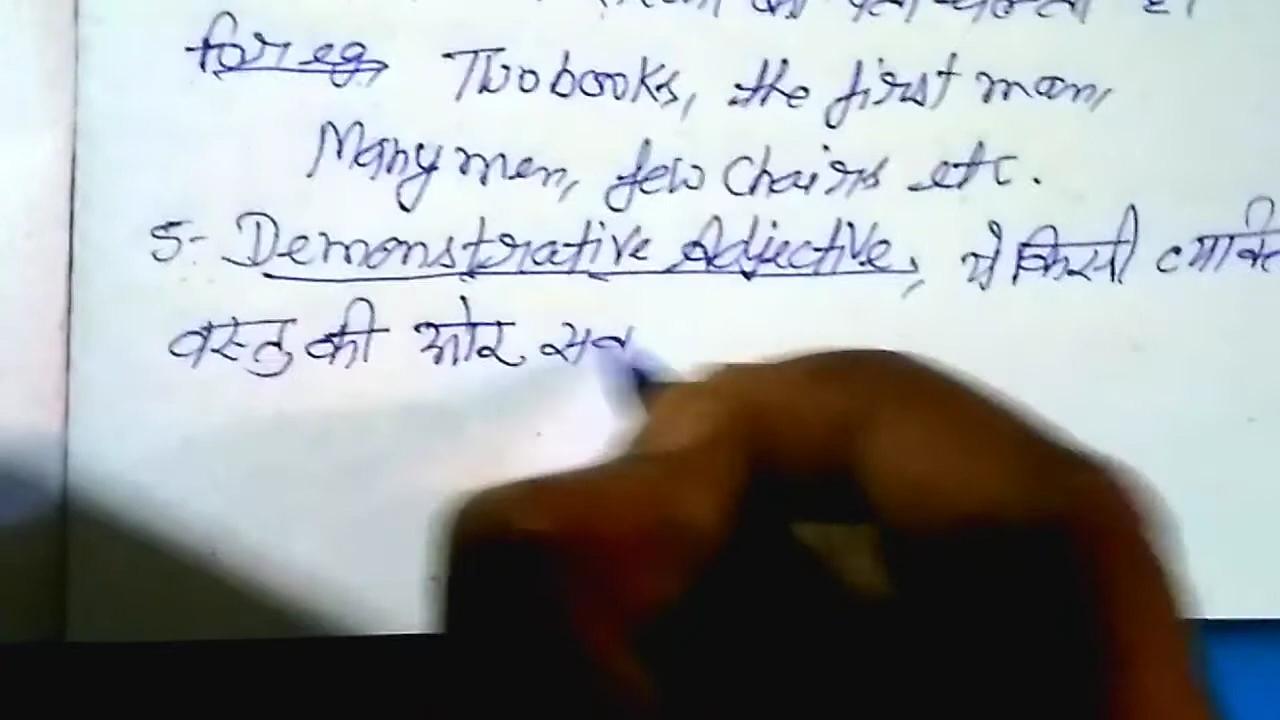 for eg, Two books, the first man,
Many men, few Chairs etc.
5- Demonstrative Adjective, ये किसी व्यक्ति
वस्तु की ओर